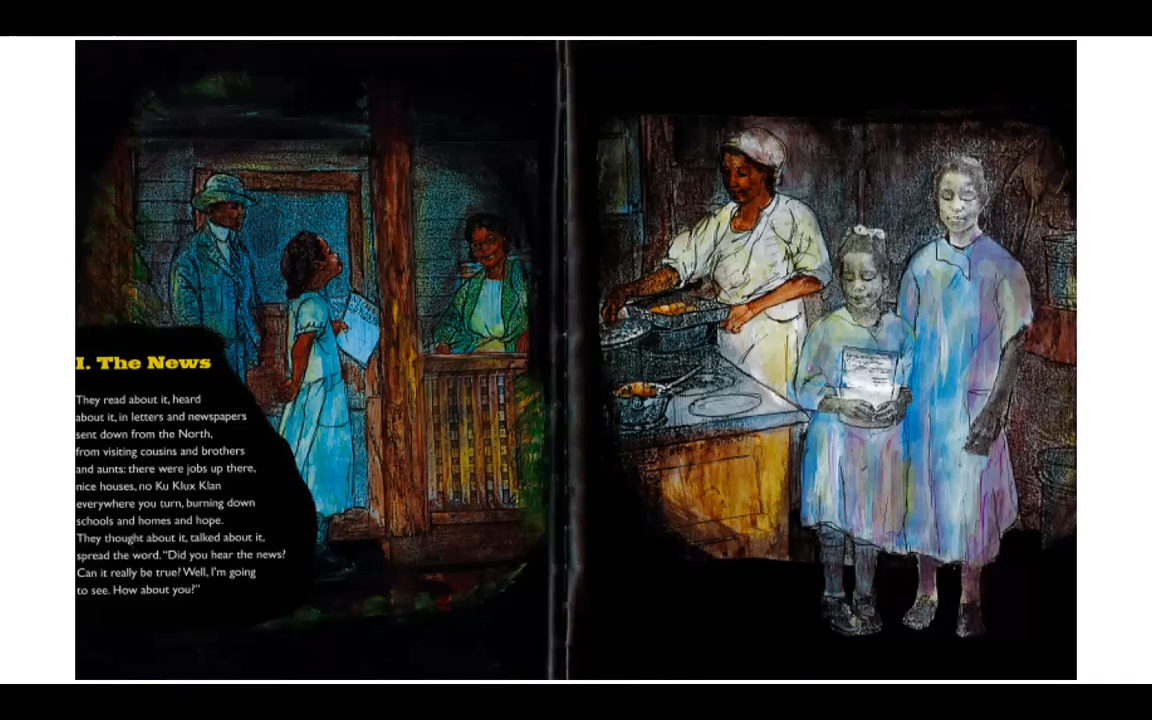 I. The News
They read about it, heard
about it, in letters and newspapers
sent down from the North,
from visiting cousins and brothers
and aunts: there were jobs up there,
nice houses, no Ku Klux Klan
everywhere you turn, burning down
schools and homes and hope.
They thought about it, talked about it,
spread the word. "Did you hear the news?
Can it really be true? Well, I'm going
to see. How about you?"